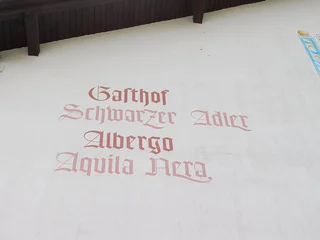 Gaſthof
Schwarzer Adler
Albergo
Aquila Nera,